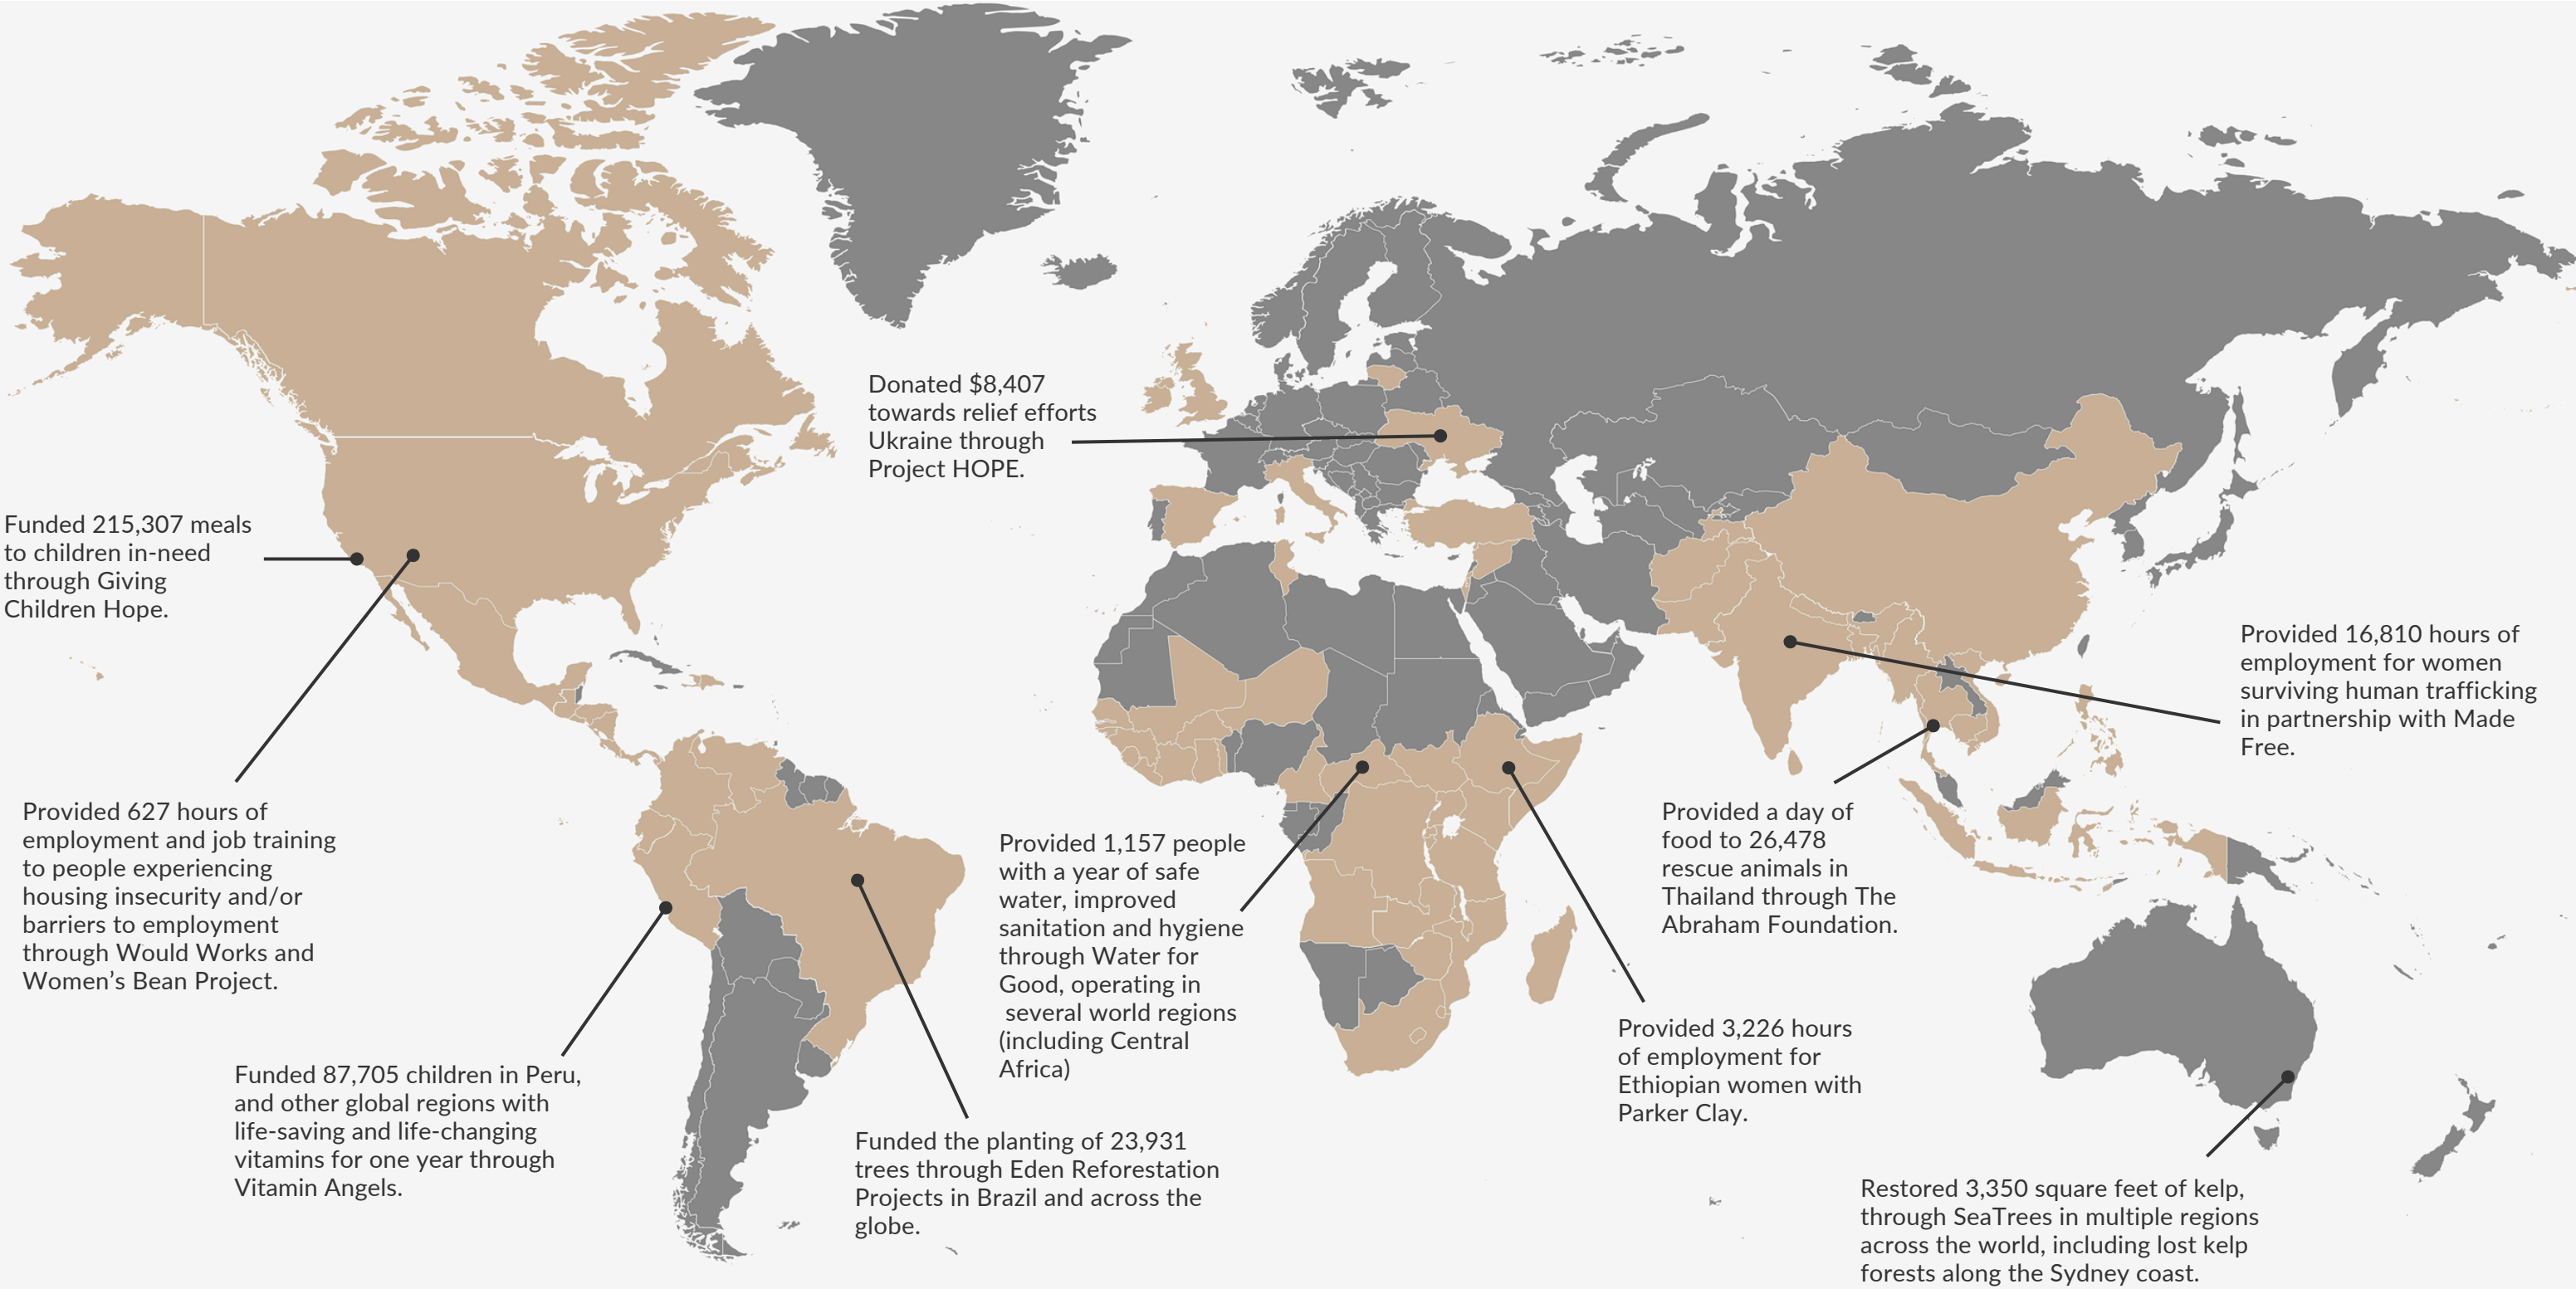 Donated $8,407
towards relief efforts
Ukraine through
Project HOPE.
Funded 215,307 meals
to children in-need
through Giving
Children Hope.
Provided 16,810 hours of
employment for women
surviving human trafficking
in partnership with Made
Free.
Provided 627 hours of
employment and job training
to people experiencing
housing insecurity and/or
barriers to employment
through Would Works and
Women’s Bean Project.
Provided 1,157 people
with a year of safe
water, improved
sanitation and hygiene
through Water for
Good, operating in
several world regions
(including Central
Africa)
Provided a day of
food to 26,478
rescue animals in
Thailand through The
Abraham Foundation.
Provided 3,226 hours
of employment for
Ethiopian women with
Parker Clay.
Funded 87,705 children in Peru,
and other global regions with
life-saving and life-changing
vitamins for one year through
Vitamin Angels.
Funded the planting of 23,931
trees through Eden Reforestation
Projects in Brazil and across the
globe.
Restored 3,350 square feet of kelp,
through SeaTrees in multiple regions
across the world, including lost kelp
forests along the Sydney coast.